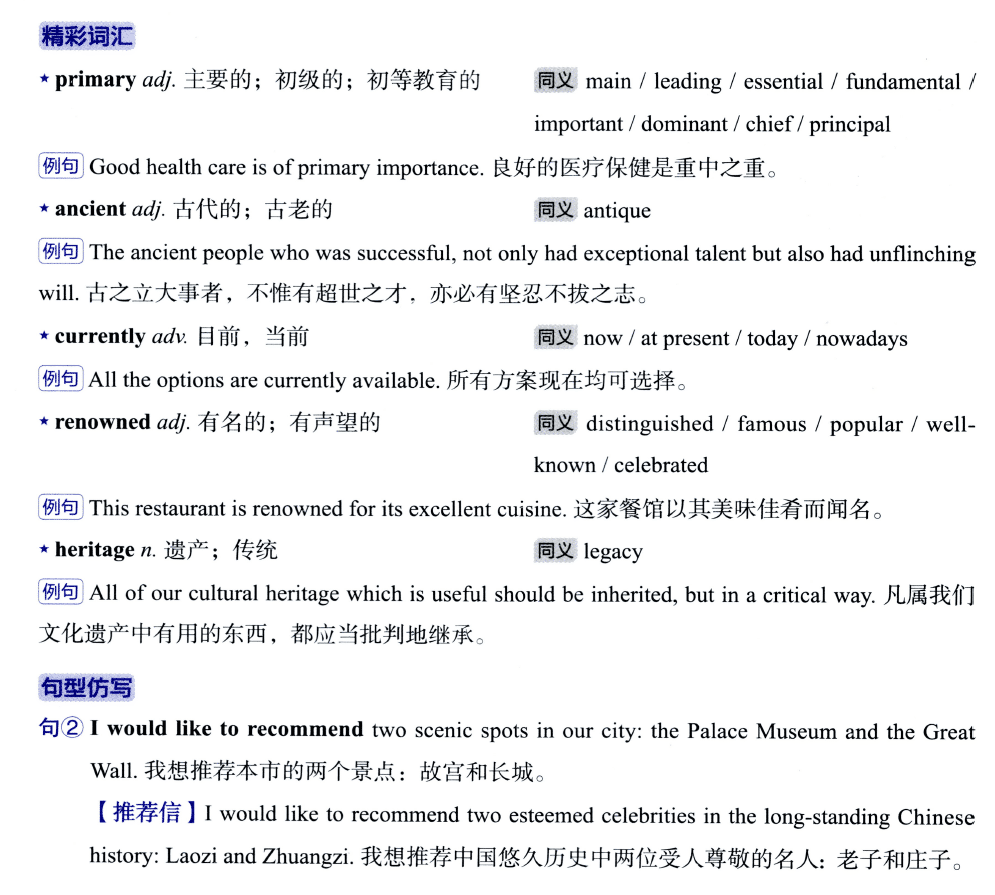 精彩词汇
★ primary adj. 主要的；初级的；初等教育的 同义 main / leading / essential / fundamental /
important / dominant / chief / principal
例句 Good health care is of primary importance. 良好的医疗保健是重中之重。
★ ancient adj. 古代的；古老的 同义 antique
例句 The ancient people who was successful, not only had exceptional talent but also had unflinching
will. 古之立大事者，不惟有超世之才，亦必有坚忍不拔之志。
★ currently adv. 目前，当前 同义 now / at present / today / nowadays
例句 All the options are currently available. 所有方案现在均可选择。
★ renowned adj. 有名的；有声望的 同义 distinguished / famous / popular / well-
known / celebrated
例句 This restaurant is renowned for its excellent cuisine. 这家餐馆以其美味佳肴而闻名。
★ heritage n. 遗产；传统 同义 legacy
例句 All of our cultural heritage which is useful should be inherited, but in a critical way. 凡属我们
文化遗产中有用的东西，都应当批判地继承。
句型仿写
句② I would like to recommend two scenic spots in our city: the Palace Museum and the Great
Wall. 我想推荐本市的两个景点：故宫和长城。
【推荐信】I would like to recommend two esteemed celebrities in the long-standing Chinese
history: Laozi and Zhuangzi. 我想推荐中国悠久历史中两位受人尊敬的名人：老子和庄子。